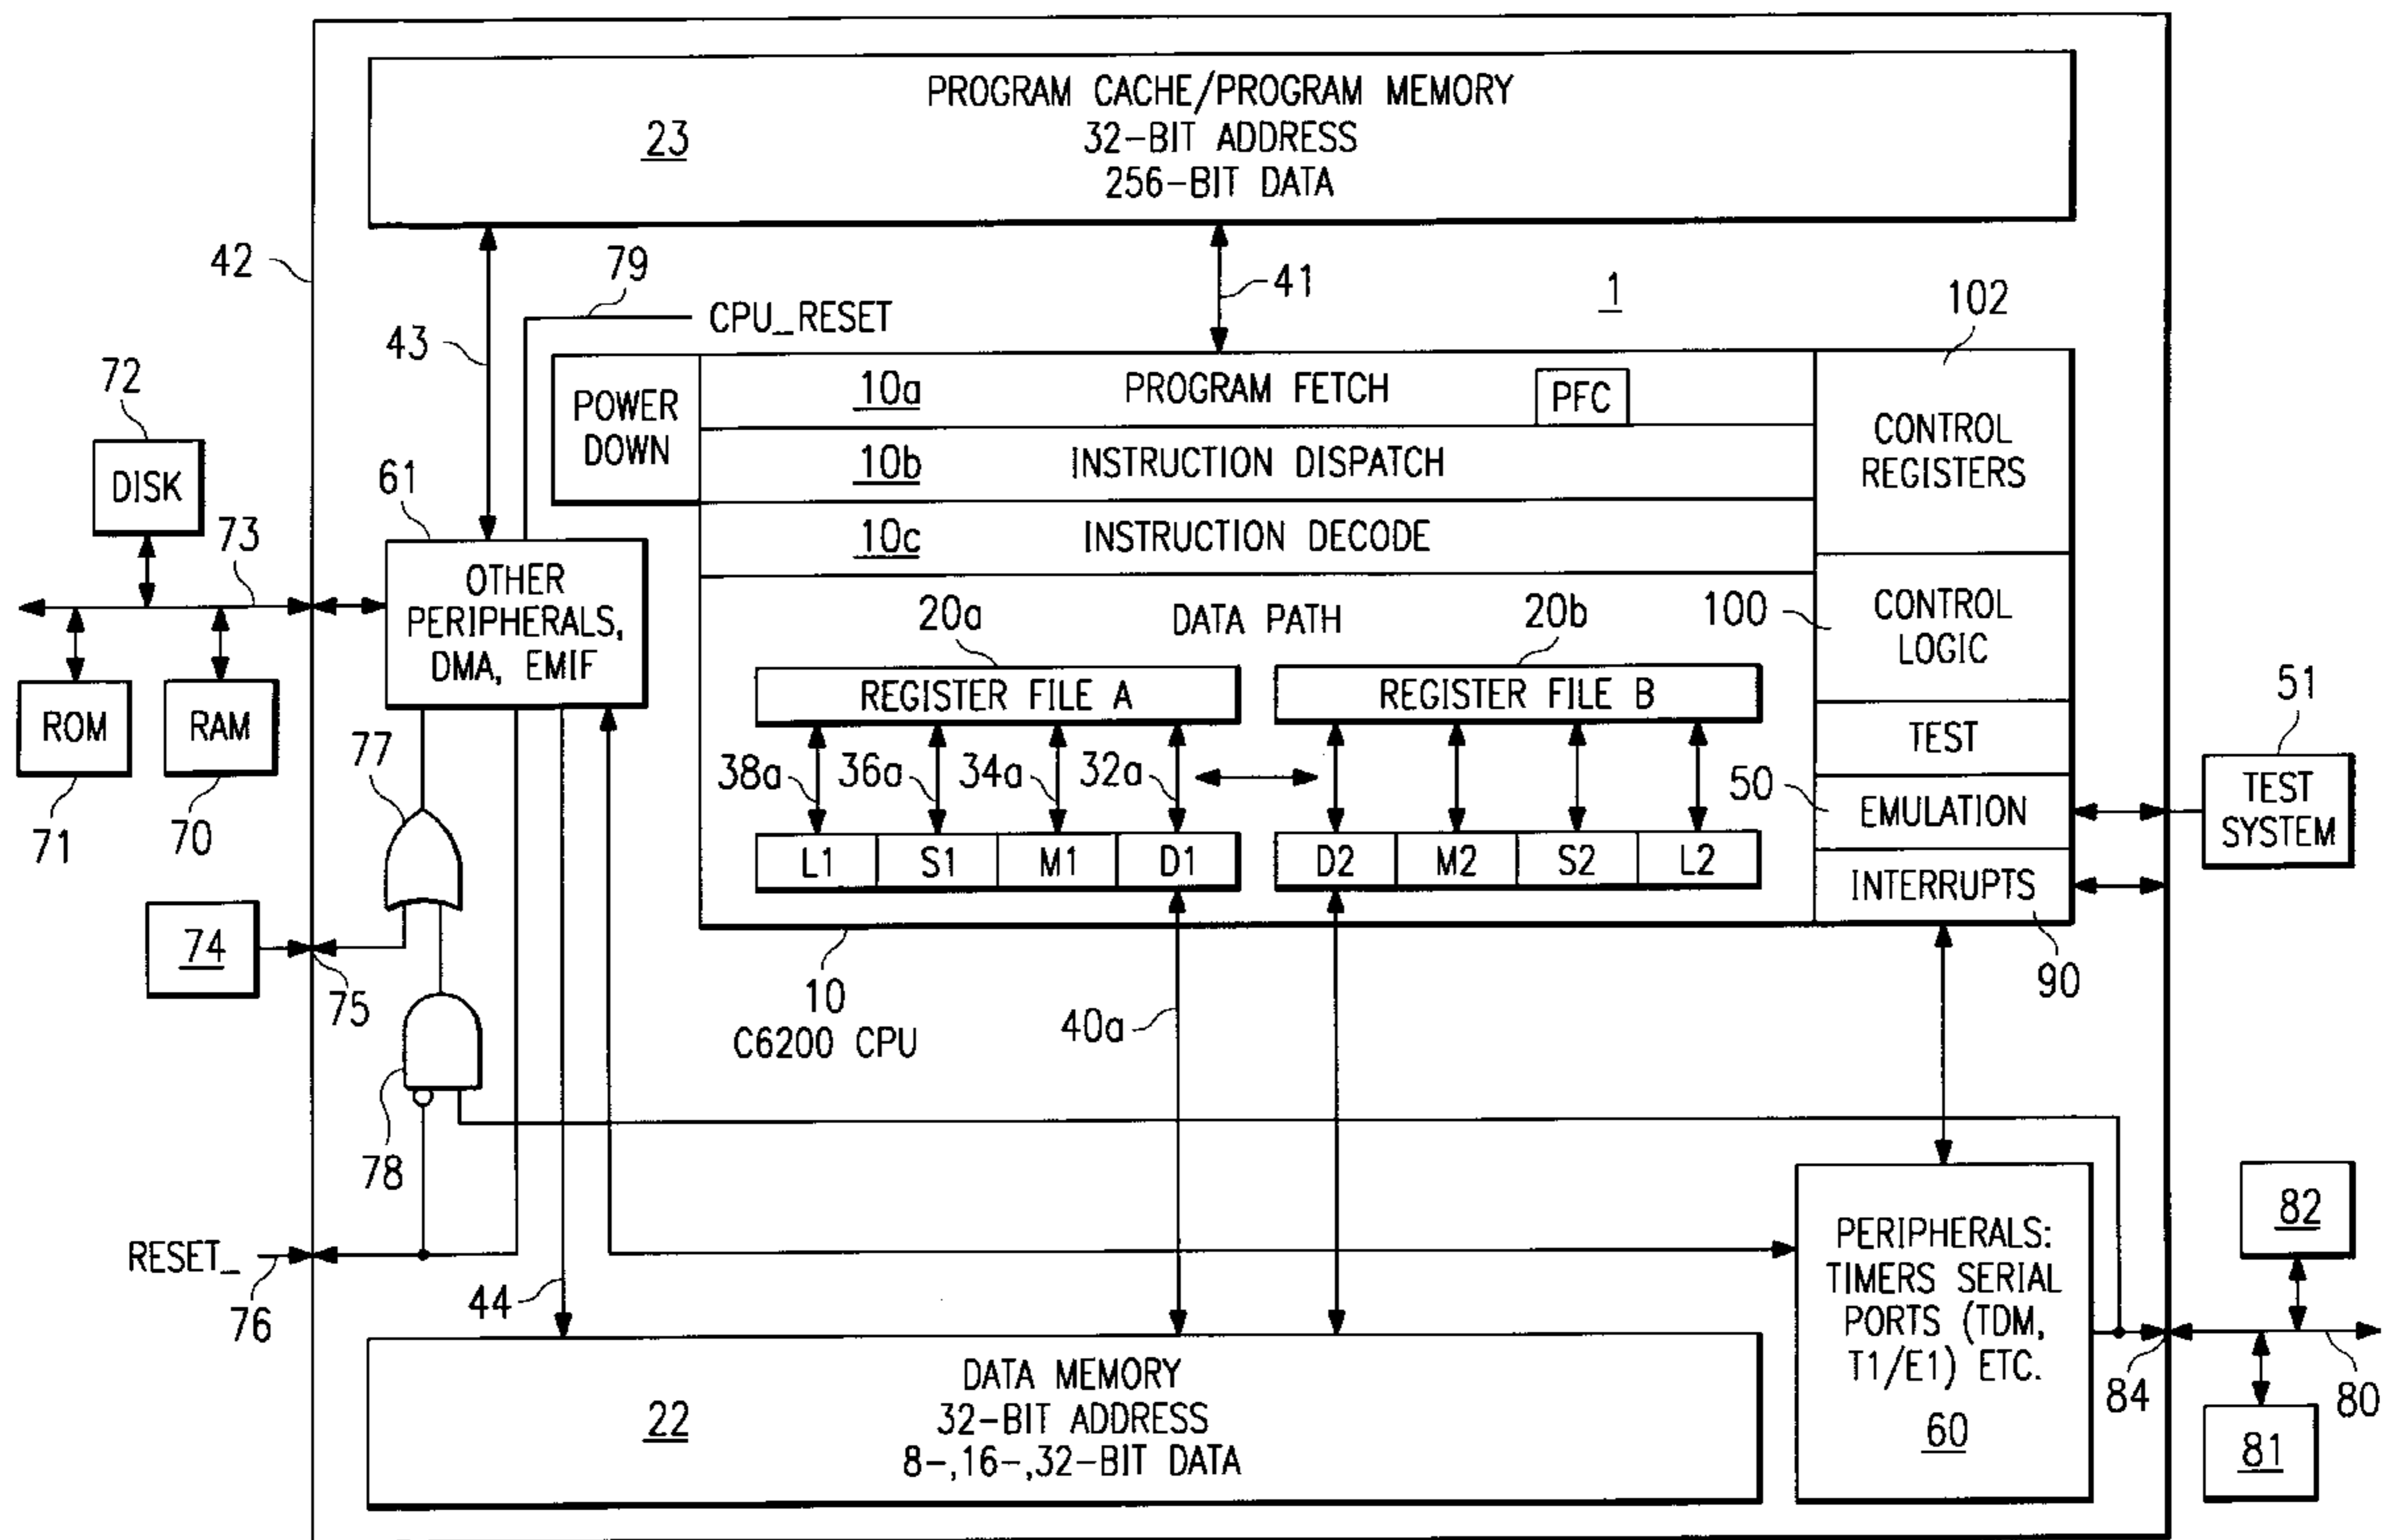 PROGRAM CACHE/PROGRAM MEMORY
32-BIT ADDRESS
256-BIT DATA
23
42
79
CPU_RESET
41
1
102
43
72
DISK
61
73
POWER
DOWN
10a
PROGRAM FETCH
PFC
10b
INSTRUCTION DISPATCH
10c
INSTRUCTION DECODE
CONTROL
REGISTERS
OTHER
PERIPHERALS,
DMA, EMIF
20a
DATA PATH
20b
100
CONTROL
LOGIC
ROM
RAM
71
70
REGISTER FILE A
REGISTER FILE B
TEST
51
TEST
SYSTEM
77
38a
36a
34a
32a
50
EMULATION
L1
S1
M1
D1
D2
M2
S2
L2
INTERRUPTS
74
75
10
C6200 CPU
40a
90
78
RESET_
76
44
PERIPHERALS:
TIMERS SERIAL
PORTS (TDM,
T1/E1) ETC.
60
82
84
80
81
DATA MEMORY
32-BIT ADDRESS
8-,16-,32-BIT DATA
22